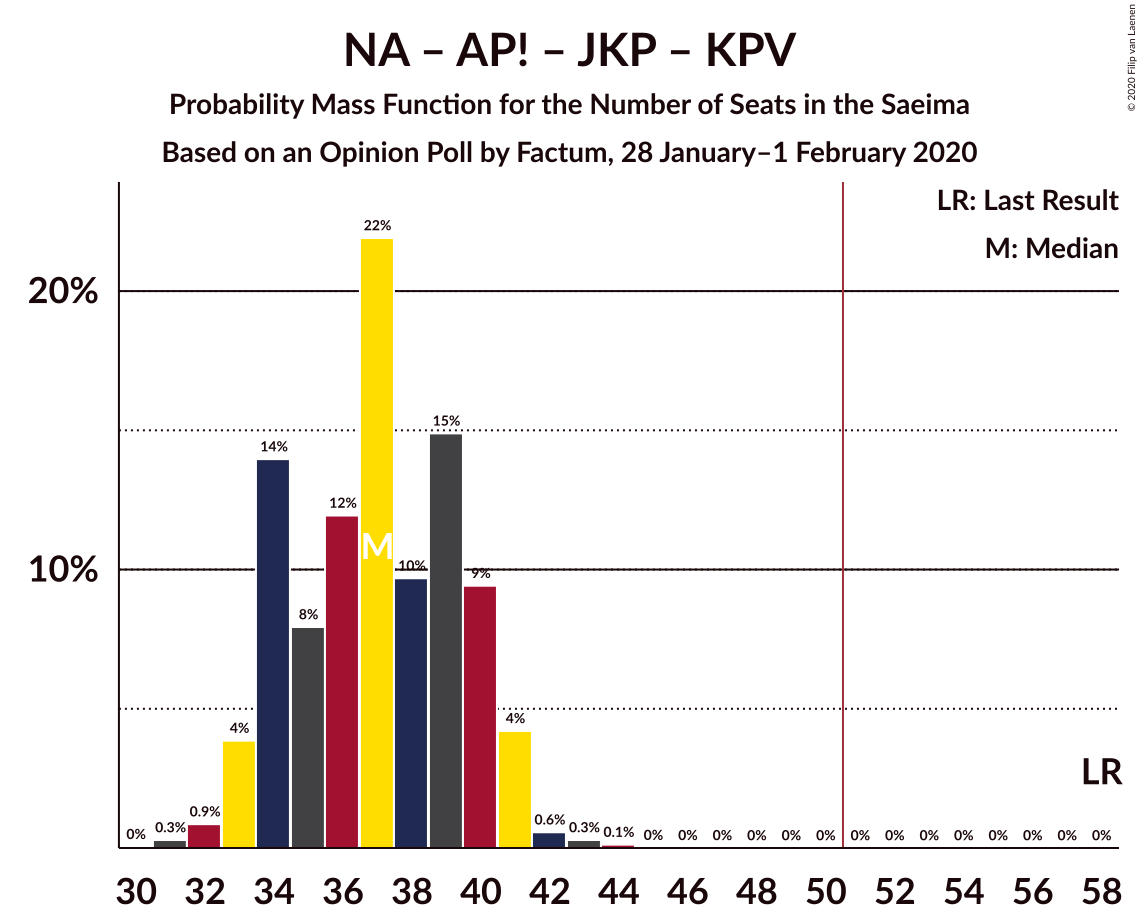 NA – AP! – JKP – KPV
Probability Mass Function for the Number of Seats in the Saeima
Based on an Opinion Poll by Factum, 28 January–1 February 2020
© 2020 Filip van Laenen
LR: Last Result
M: Median
20%
10%
0% 0.3% 0.9% 4% 14% 8% 12% 22% 10% 15% 9% 4% 0.6% 0.3% 0.1% 0% 0% 0% 0% 0% 0% 0% 0% 0% 0% 0% 0% 0% 0%
M
LR
30 32 34 36 38 40 42 44 46 48 50 52 54 56 58